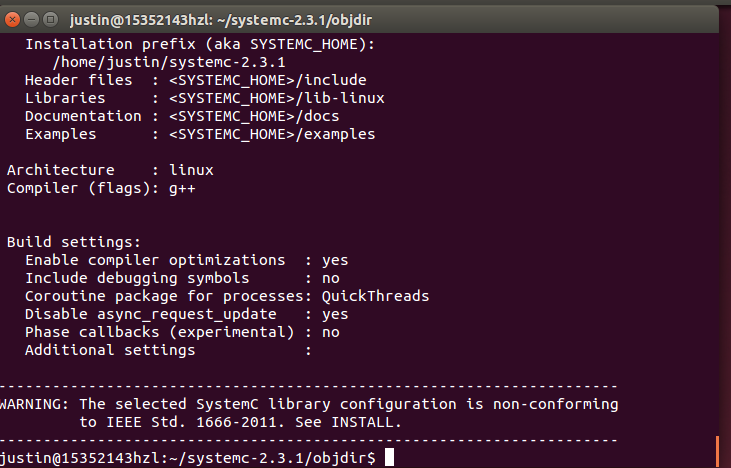 justin@15352143hzl: ~/systemc-2.3.1/objdir
Installation prefix (aka SYSTEMC_HOME):
/home/justin/systemc-2.3.1
Header files  : <SYSTEMC_HOME>/include
Libraries     : <SYSTEMC_HOME>/lib-linux
Documentation : <SYSTEMC_HOME>/docs
Examples      : <SYSTEMC_HOME>/examples
Architecture    : linux
Compiler (flags): g++
Build settings:
Enable compiler optimizations  : yes
Include debugging symbols      : no
Coroutine package for processes: QuickThreads
Disable async_request_update   : yes
Phase callbacks (experimental) : no
Additional settings            :
---------------------------------------------------------------------
WARNING: The selected SystemC library configuration is non-conforming
to IEEE Std. 1666-2011. See INSTALL.
---------------------------------------------------------------------
justin@15352143hzl:~/systemc-2.3.1/objdir$